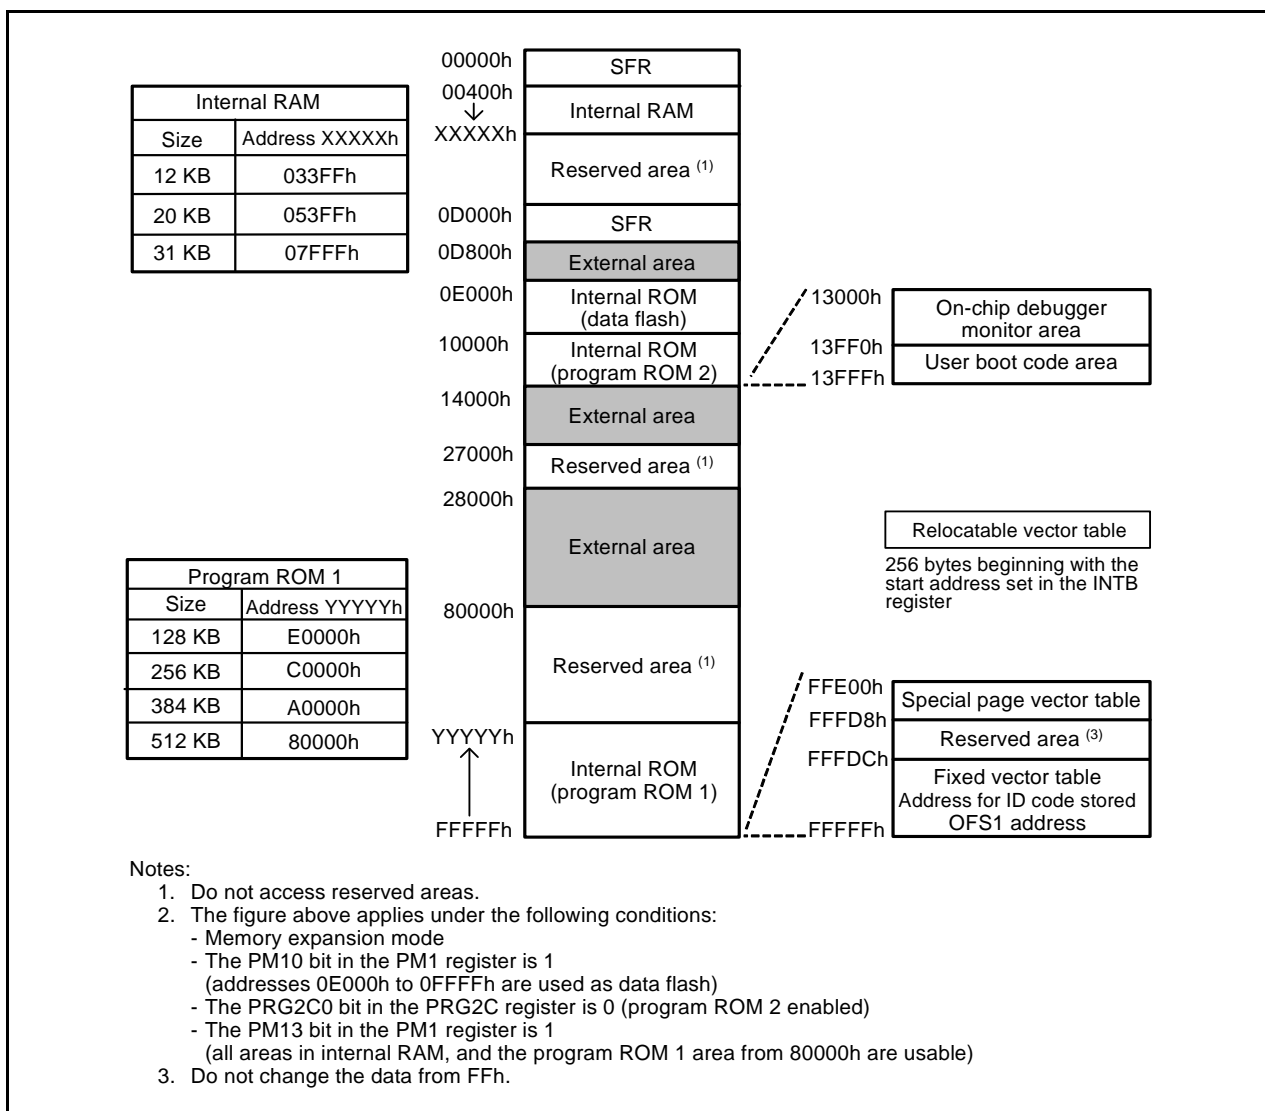 Internal RAM
Size Address XXXXXh
12 KB 033FFh
20 KB 053FFh
31 KB 07FFFh
Program ROM 1
Size Address YYYYYh
128 KB E0000h
256 KB C0000h
384 KB A0000h
512 KB 80000h
00000h SFR
00400h
Internal RAM
XXXXXh
Reserved area (1)
0D000h SFR
0D800h External area
0E000h Internal ROM
(data flash)
10000h Internal ROM
(program ROM 2)
14000h External area
27000h Reserved area (1)
28000h
External area
80000h
Reserved area (1)
YYYYYh
Internal ROM
(program ROM 1)
FFFFFh
13000h On-chip debugger
monitor area
13FF0h User boot code area
13FFFh
Relocatable vector table
256 bytes beginning with the
start address set in the INTB
register
FFE00h Special page vector table
FFFD8h Reserved area (3)
FFFDCh Fixed vector table
Address for ID code stored
OFS1 address
FFFFFh
Notes:
1. Do not access reserved areas.
2. The figure above applies under the following conditions:
- Memory expansion mode
- The PM10 bit in the PM1 register is 1
(addresses 0E000h to 0FFFFh are used as data flash)
- The PRG2C0 bit in the PRG2C register is 0 (program ROM 2 enabled)
- The PM13 bit in the PM1 register is 1
(all areas in internal RAM, and the program ROM 1 area from 80000h are usable)
3. Do not change the data from FFh.